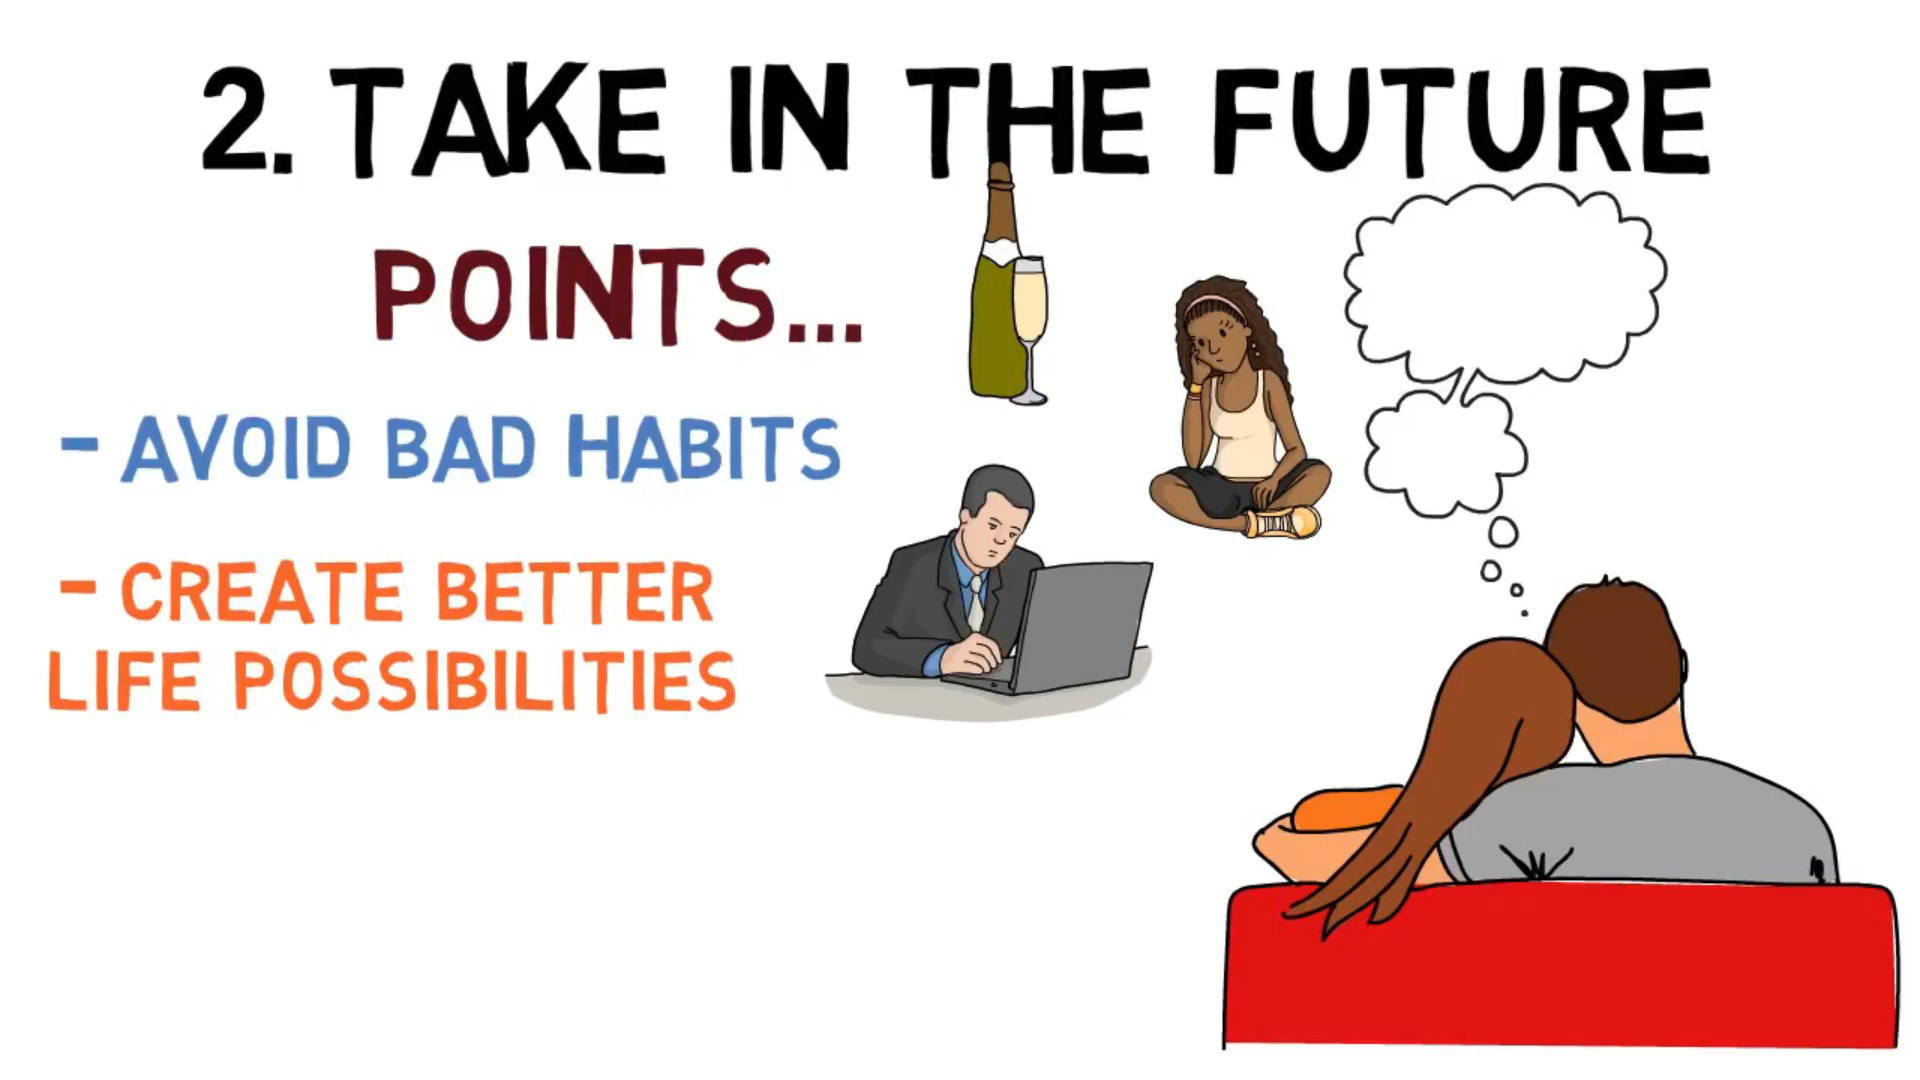 2. TAKE IN THE FUTURE
POINTS...
- AVOID BAD HABITS
- CREATE BETTER
LIFE POSSIBILITIES